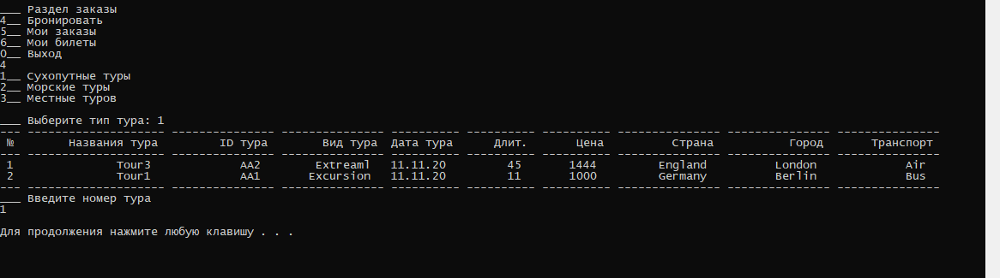 ___ Раздел заказы
4__ Бронировать
5__ Мои заказы
6__ Мои билеты
0__ Выход
4
1__ Сухопутные туры
2__ Морские туры
3__ Местные туров
___ Выберите тип тура: 1
--- -------------------- --------------- --------------- ---------- ---------- ---------- --------------- --------------- ---------------
№ Названия тура ID тура Вид тура Дата тура Длит. Цена Страна Город Транспорт
--- -------------------- --------------- --------------- ---------- ---------- ---------- --------------- --------------- ---------------
1 Tour3 AA2 Extreaml 11.11.20 45 1444 England London Air
2 Tour1 AA1 Excursion 11.11.20 11 1000 Germany Berlin Bus
--- -------------------- --------------- --------------- ---------- ---------- ---------- --------------- --------------- ---------------
___ Введите номер тура
1
Для продолжения нажмите любую клавишу . . .